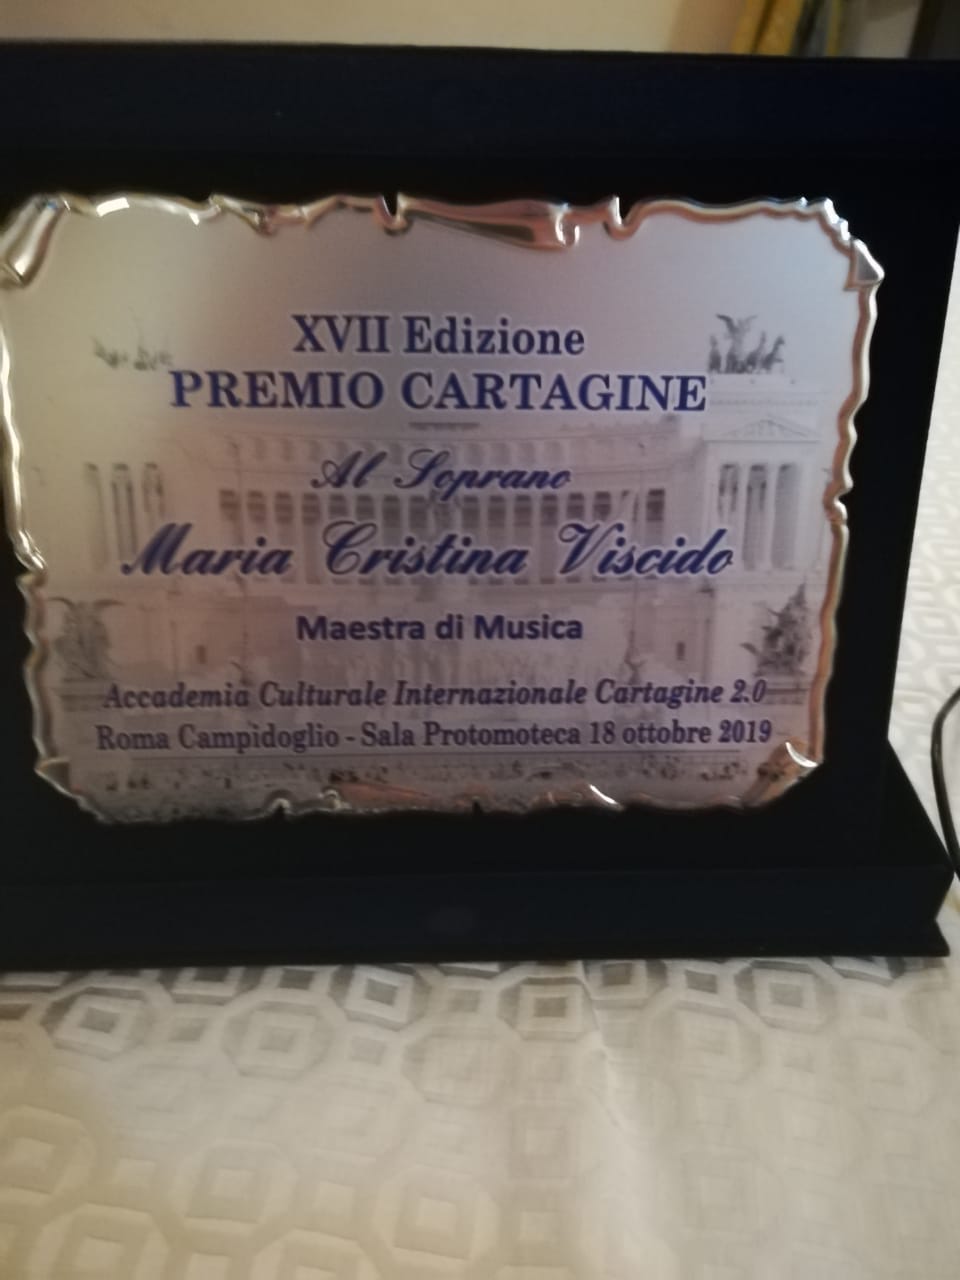 XVII Edizione
PREMIO CARTAGINE
Al Soprano
Maria Cristina Viscido
Maestra di Musica
Accademia Culturale Internazionale Cartagine 2.0
Roma Campidoglio - Sala Protomoteca 18 ottobre 2019